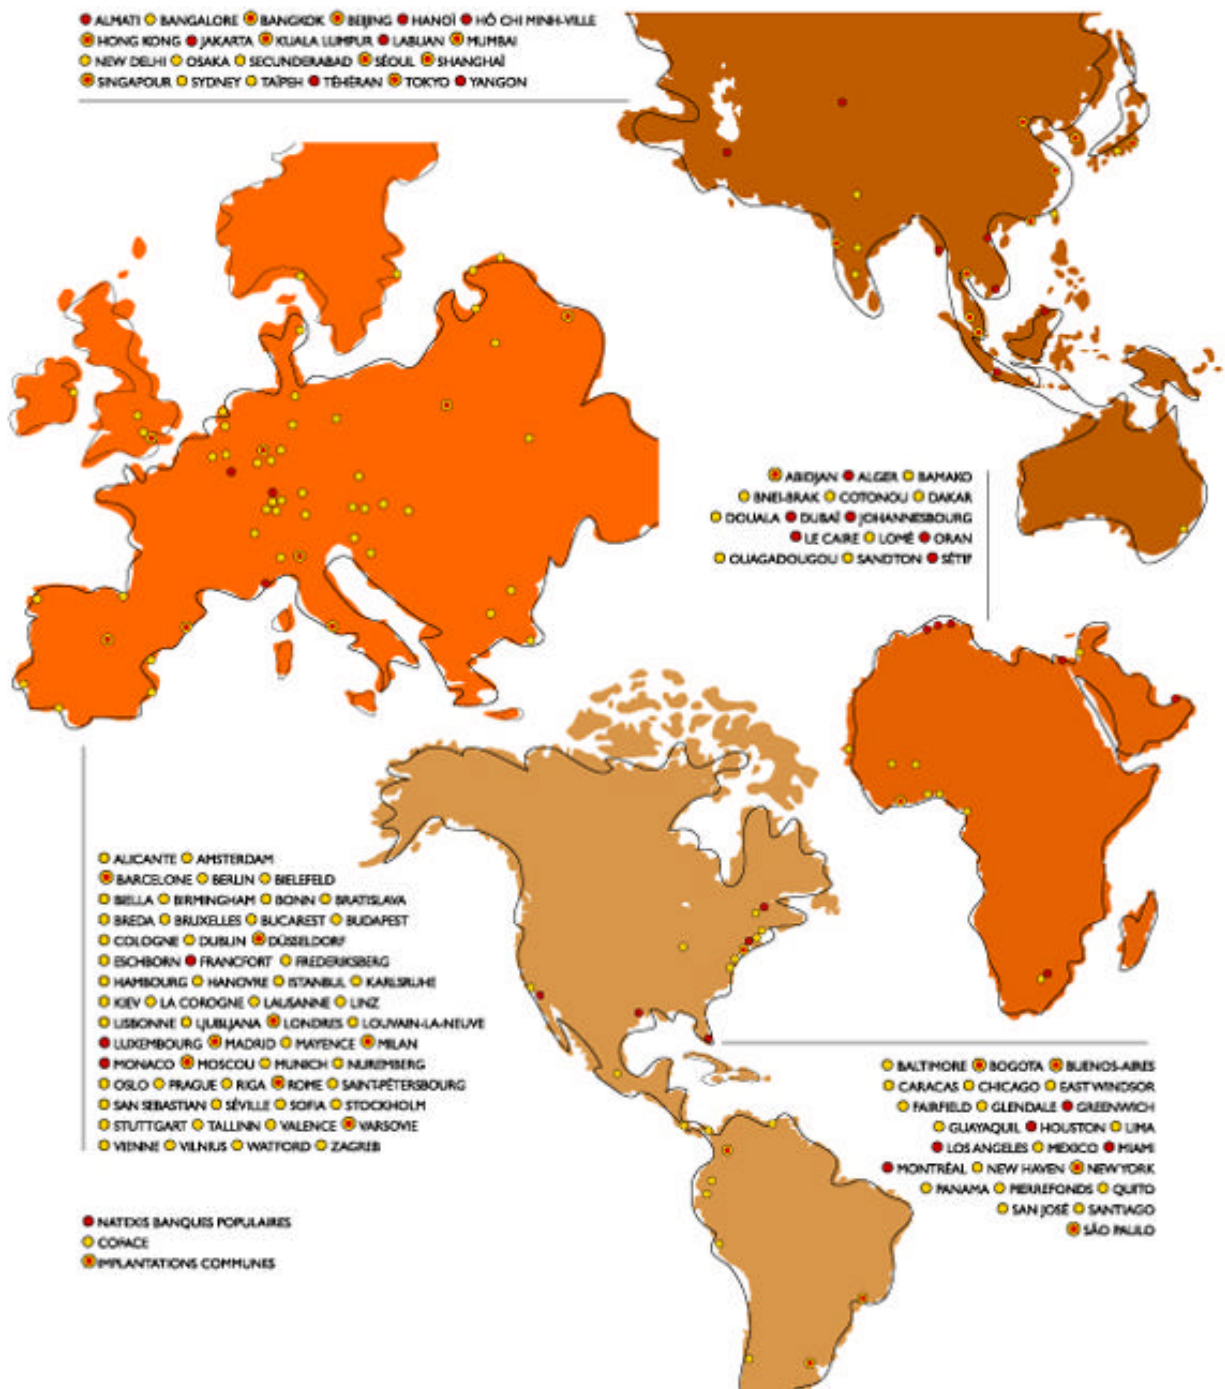 ALMATI BANGALORE BANGKOK BEIJING HANOÏ HÔ CHI MINH-VILLE
HONG KONG JAKARTA KUALA LUMPUR LABUAN MUMBAI
NEW DELHI OSAKA SECUNDERABAD SÉOUL SHANGHAÏ
SINGAPOUR SYDNEY TAÏPEH TÉHÉRAN TOKYO YANGON
ABIDJAN ALGER BAMAKO
BNEI-BRAK COTONOU DAKAR
DOUALA DUBAÏ JOHANNESBOURG
LE CAIRE LOMÉ ORAN
OUAGADOUGOU SANDTON SÉTIF
ALICANTE AMSTERDAM
BARCELONE BERLIN BIELEFELD
BIELLA BIRMINGHAM BONN BRATISLAVA
BREDA BRUXELLES BUCAREST BUDAPEST
COLOGNE DUBLIN DÜSSELDORF
ESCHBORN FRANCFORT FREDERIKSBERG
HAMBOURG HANOVRE ISTANBUL KARLSRUHE
KIEV LA COROGNE LAUSANNE LINZ
LISBONNE LJUBLJANA LONDRES LOUVAIN-LA-NEUVE
LUXEMBOURG MADRID MAYENCE MILAN
MONACO MOSCOU MUNICH NUREMBERG
OSLO PRAGUE RIGA ROME SAINT-PÉTERSBOURG
SAN SEBASTIAN SÉVILLE SOFIA STOCKHOLM
STUTTGART TALLINN VALENCE VARSOVIE
VIENNE VILNIUS WATFORD ZAGREB
BALTIMORE BOGOTA BUENOS-AIRES
CARACAS CHICAGO EAST WINDSOR
FAIRFIELD GLENDALE GREENWICH
GUAYAQUIL HOUSTON LIMA
LOS ANGELES MEXICO MIAMI
MONTRÉAL NEW HAVEN NEW YORK
PANAMA PIERREFONDS QUITO
SAN JOSÉ SANTIAGO
SÃO PAULO
NATEXIS BANQUES POPULAIRES
COFACE
IMPLANTATIONS COMMUNES